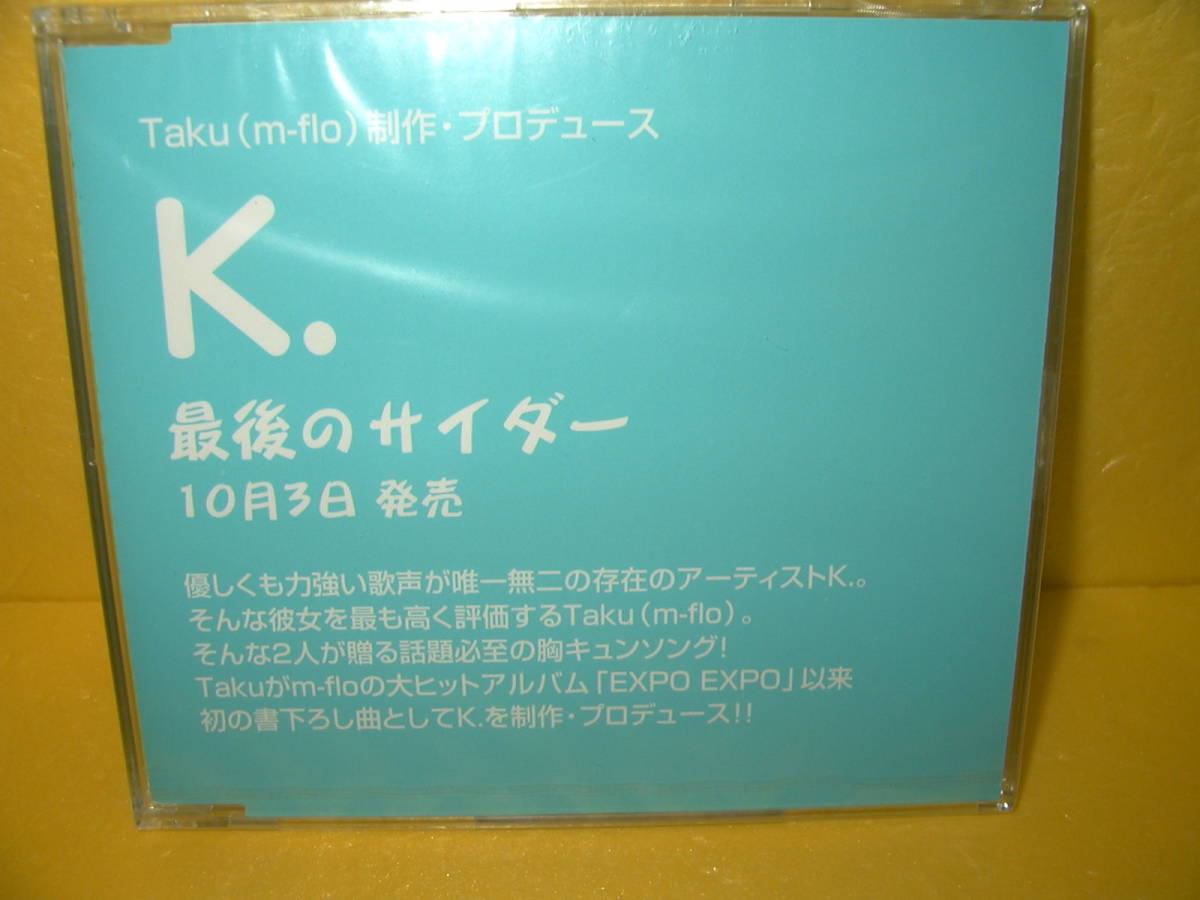 Taku(m-flo)制作・プロデュース
K.
最後のサイダー
10月3日 発売
優しくも力強い歌声が唯一無二の存在のアーティストK.。
そんな彼女を最も高く評価するTaku(m-flo)。
そんな2人が贈る話題必至の胸キュンソング!
Takuがm-floの大ヒットアルバム「EXPO EXPO」以来
初の書下ろし曲としてK.を制作・プロデュース!!